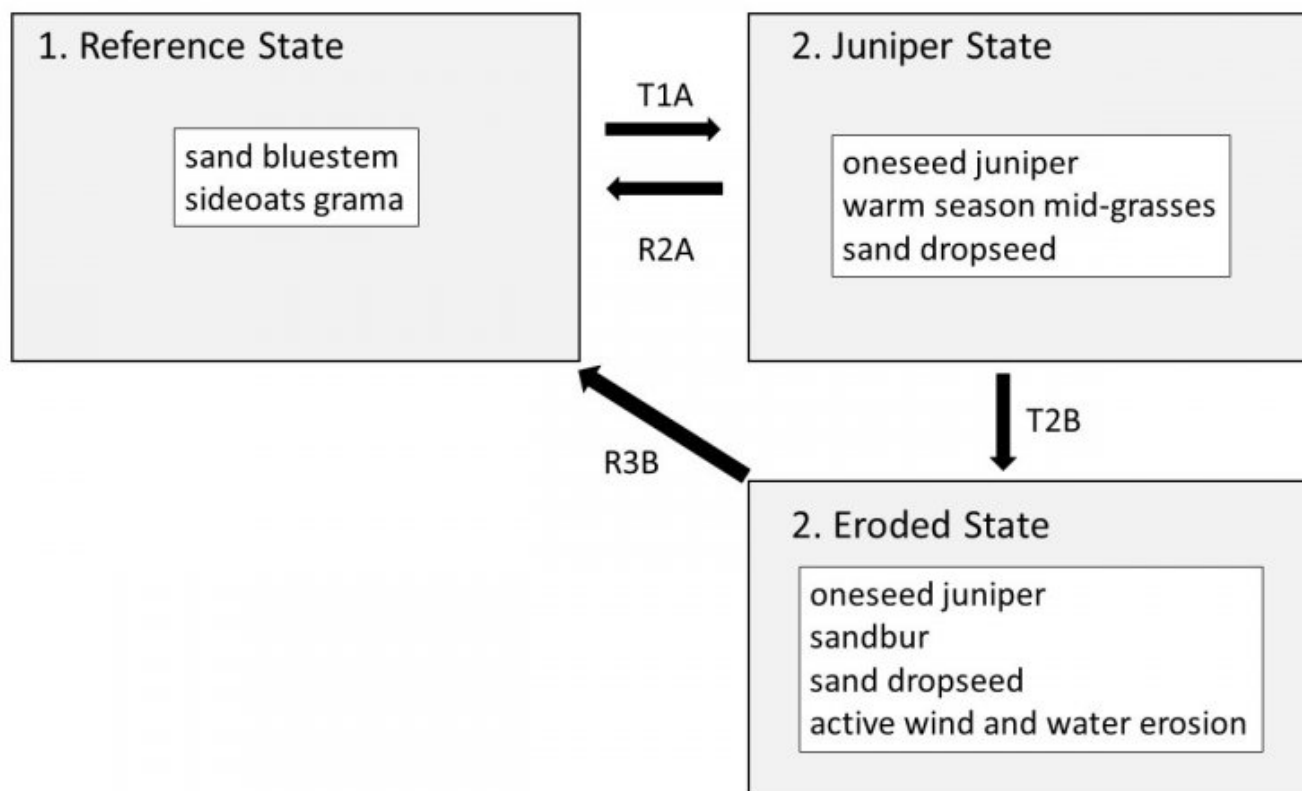 1. Reference State
sand bluestem
sideoats grama
T1A
R2A
2. Juniper State
oneseed juniper
warm season mid-grasses
sand dropseed
T2B
R3B
2. Eroded State
oneseed juniper
sandbur
sand dropseed
active wind and water erosion